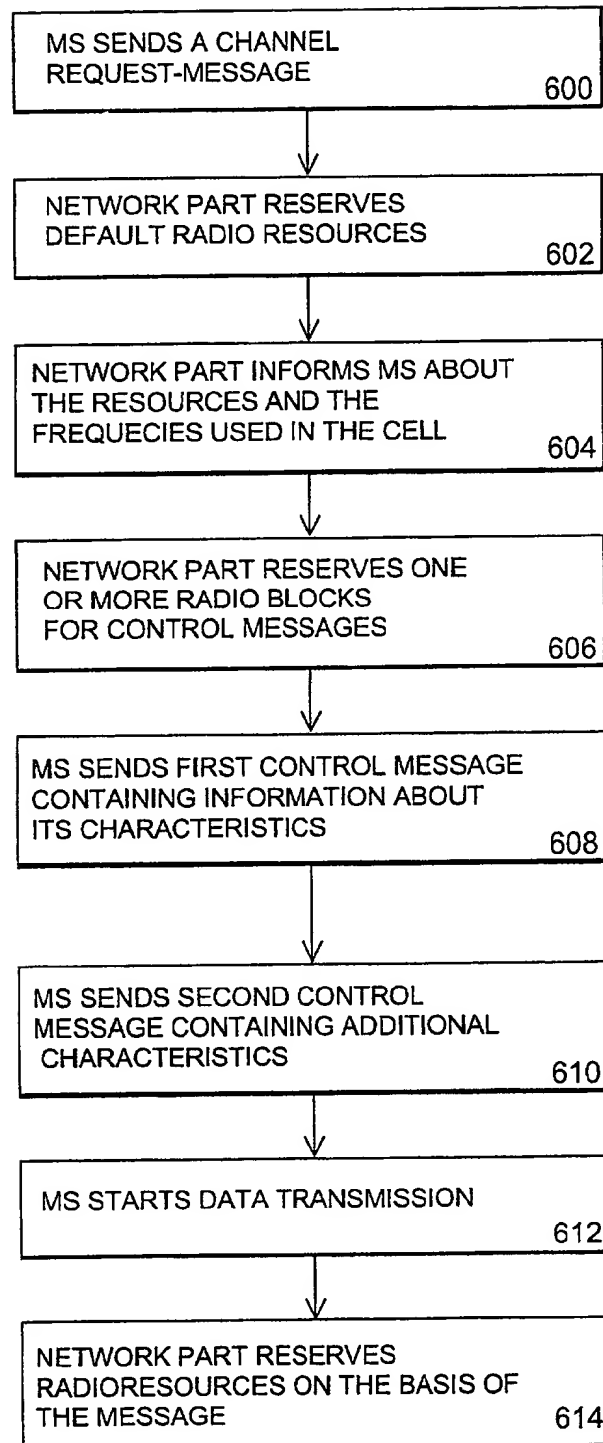 MS SENDS A CHANNEL
REQUEST-MESSAGE
600
NETWORK PART RESERVES
DEFAULT RADIO RESOURCES
602
NETWORK PART INFORMS MS ABOUT
THE RESOURCES AND THE
FREQUECIES USED IN THE CELL
604
NETWORK PART RESERVES ONE
OR MORE RADIO BLOCKS
FOR CONTROL MESSAGES
606
MS SENDS FIRST CONTROL MESSAGE
CONTAINING INFORMATION ABOUT
ITS CHARACTERISTICS
608
MS SENDS SECOND CONTROL
MESSAGE CONTAINING ADDITIONAL
CHARACTERISTICS
610
MS STARTS DATA TRANSMISSION
612
NETWORK PART RESERVES
RADIORESOURCES ON THE BASIS OF
THE MESSAGE
614